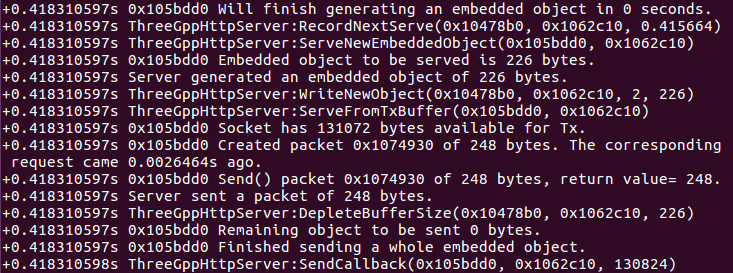 +0.418310597s 0x105bdd0 Will finish generating an embedded object in 0 seconds.
+0.418310597s ThreeGppHttpServer:RecordNextServe(0x10478b0, 0x1062c10, 0.415664)
+0.418310597s ThreeGppHttpServer:ServeNewEmbeddedObject(0x105bdd0, 0x1062c10)
+0.418310597s 0x105bdd0 Embedded object to be served is 226 bytes.
+0.418310597s Server generated an embedded object of 226 bytes.
+0.418310597s ThreeGppHttpServer:WriteNewObject(0x10478b0, 0x1062c10, 2, 226)
+0.418310597s ThreeGppHttpServer:ServeFromTxBuffer(0x105bdd0, 0x1062c10)
+0.418310597s 0x105bdd0 Socket has 131072 bytes available for Tx.
+0.418310597s 0x105bdd0 Created packet 0x1074930 of 248 bytes. The corresponding
request came 0.0026464s ago.
+0.418310597s 0x105bdd0 Send() packet 0x1074930 of 248 bytes, return value= 248.
+0.418310597s Server sent a packet of 248 bytes.
+0.418310597s ThreeGppHttpServer:DepleteBufferSize(0x10478b0, 0x1062c10, 226)
+0.418310597s 0x105bdd0 Remaining object to be sent 0 bytes.
+0.418310597s 0x105bdd0 Finished sending a whole embedded object.
+0.418310598s ThreeGppHttpServer:SendCallback(0x105bdd0, 0x1062c10, 130824)